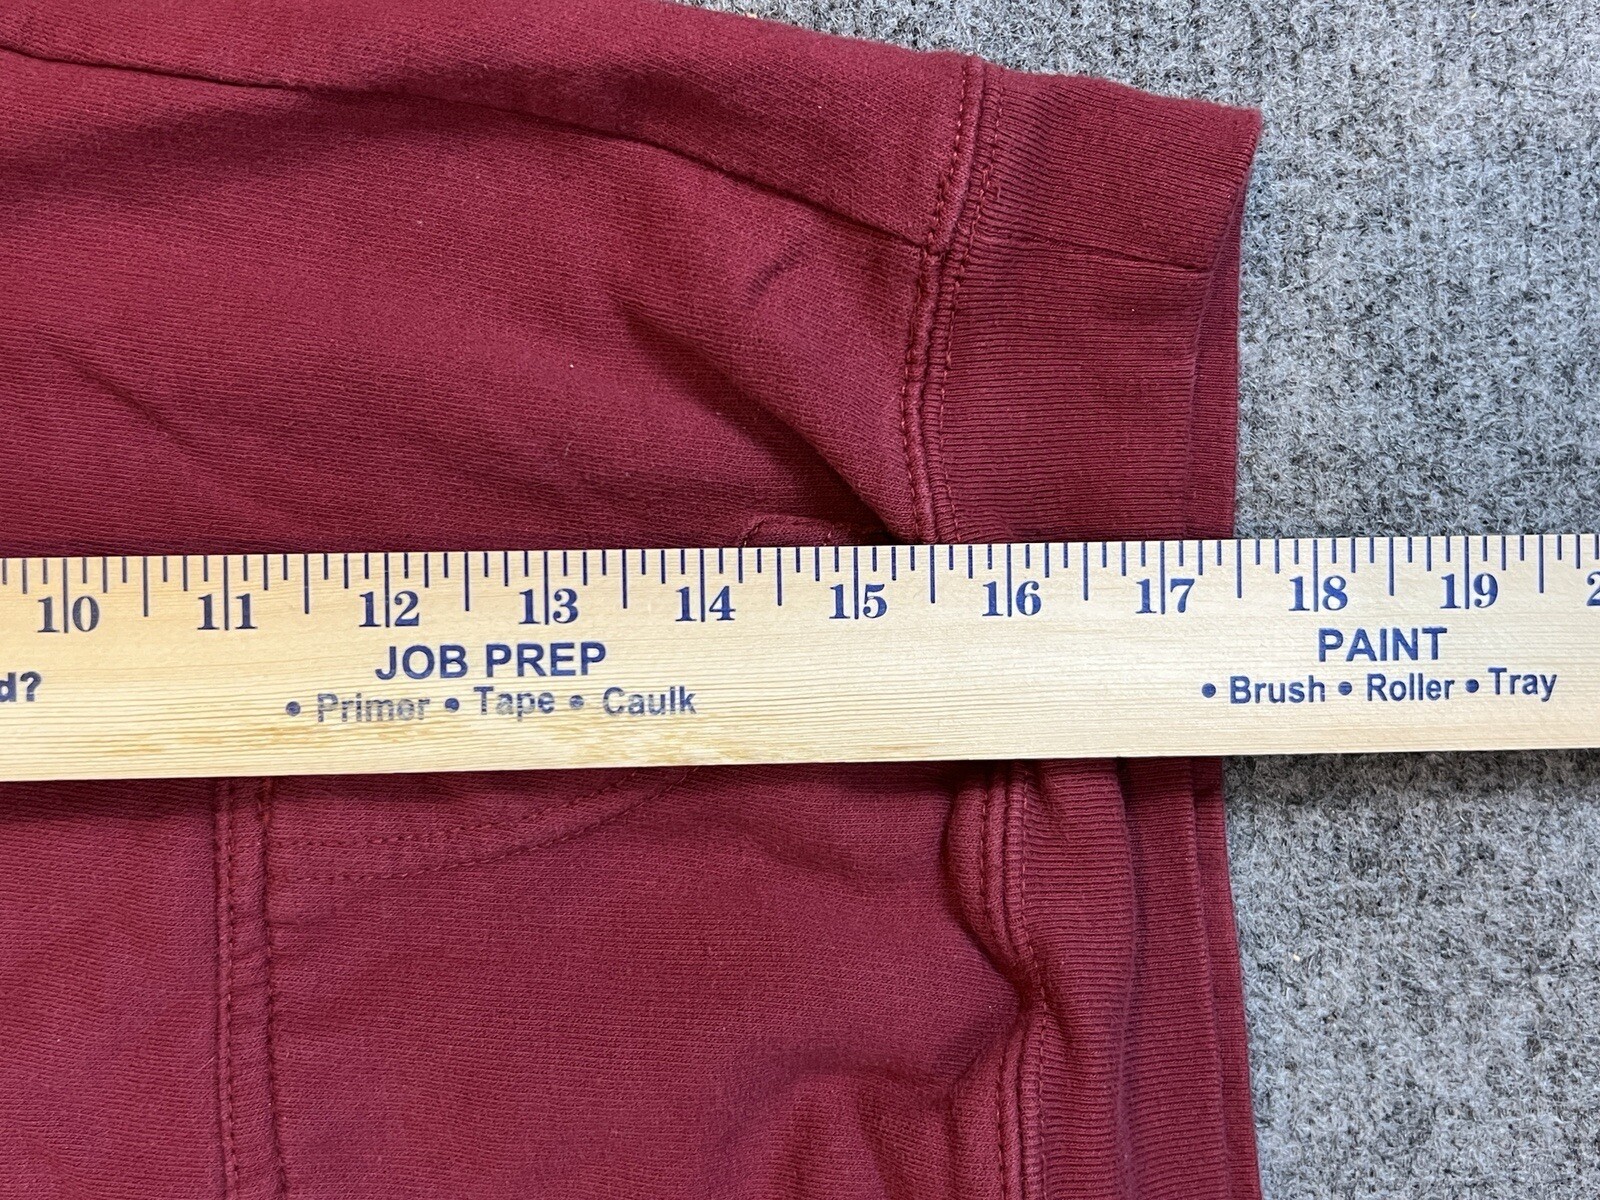 10 11 12 13 14 15 16 17 18 19 2
JOB PREP PAINT
d? • Primer • Tape • Caulk • Brush • Roller • Tray